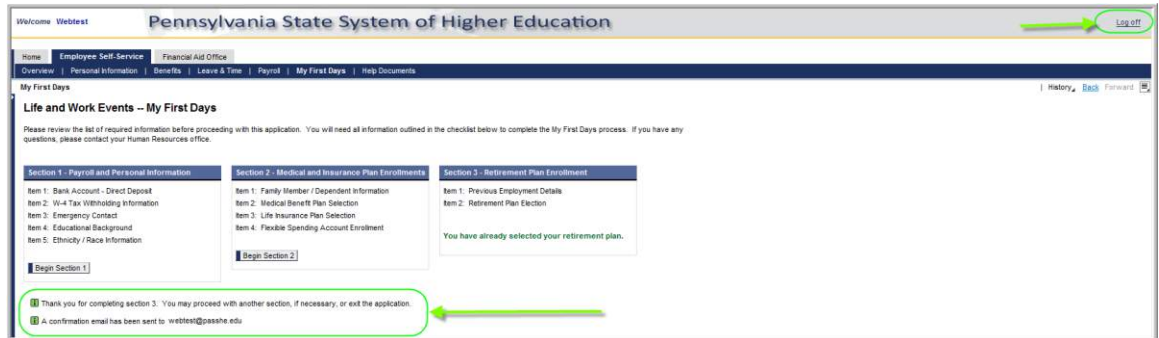 Welcome Webtest
Pennsylvania State System of Higher Education
Log off
Home Employee Self-Service Financial Aid Office
Overview | Personal Information | Benefits | Leave & Time | Payroll | My First Days | Help Documents
My First Days
| History Back Forward
Life and Work Events -- My First Days
Please review the list of required information before proceeding with this application. You will need all information outlined in the checklist below to complete the My First Days process. If you have any
questions, please contact your Human Resources office.
Section 1 - Payroll and Personal Information
Item 1: Bank Account - Direct Deposit
Item 2: W-4 Tax Withholding Information
Item 3: Emergency Contact
Item 4: Educational Background
Item 5: Ethnicity / Race Information
Begin Section 1
Section 2 - Medical and Insurance Plan Enrollments
Item 1: Family Member / Dependent Information
Item 2: Medical Benefit Plan Selection
Item 3: Life Insurance Plan Selection
Item 4: Flexible Spending Account Enrollment
Begin Section 2
Section 3 - Retirement Plan Enrollment
Item 1: Previous Employment Details
Item 2: Retirement Plan Election
You have already selected your retirement plan.
Thank you for completing section 3. You may proceed with another section, if necessary, or exit the application.
A confirmation email has been sent to webtest@passhe.edu